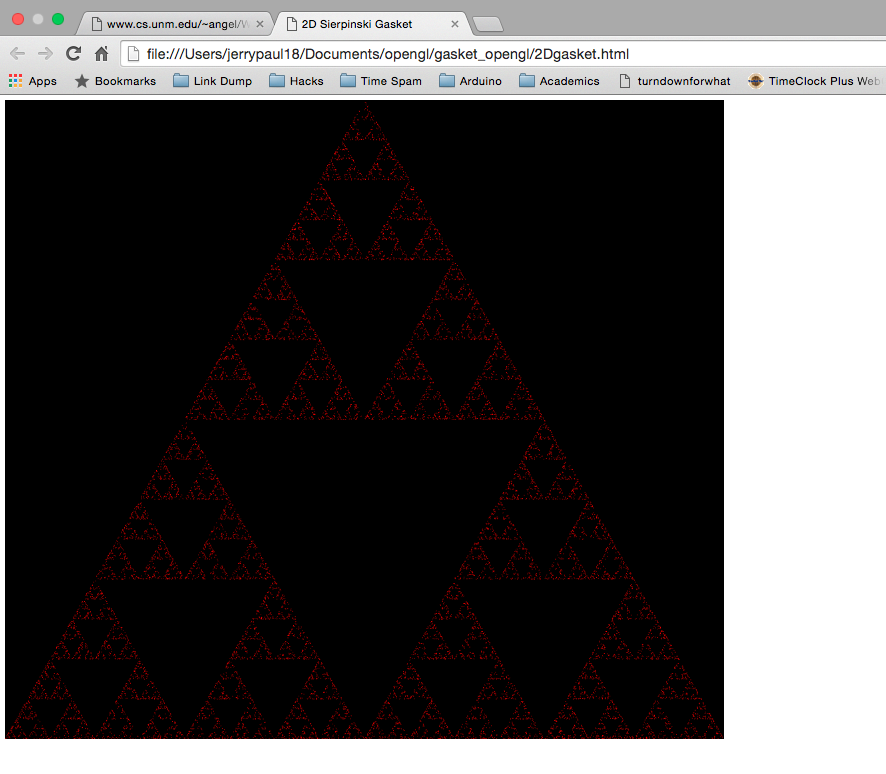 www.cs.unm.edu/~angel/W
2D Sierpinski Gasket
file:///Users/jerrypaul18/Documents/opengl/gasket_opengl/2Dgasket.html
Apps Bookmarks Link Dump Hacks Time Spam Arduino Academics turndownforwhat TimeClock Plus Web